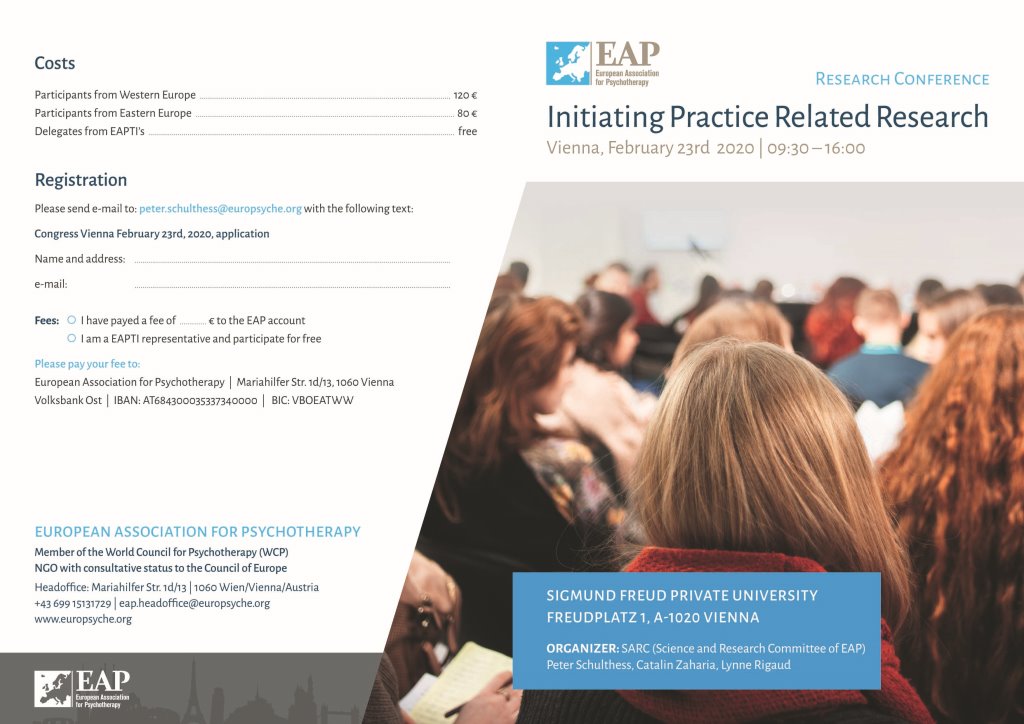 Costs
Participants from Western Europe 120 €
Participants from Eastern Europe 80 €
Delegates from EAPTI's free
Registration
Please send e-mail to: peter.schulthess@europsyche.org with the following text:
Congress Vienna February 23rd, 2020, application
Name and address:
e-mail:
Fees: I have payed a fee of .......... € to the EAP account
I am a EAPTI representative and participate for free
Please pay your fee to:
European Association for Psychotherapy | Mariahilfer Str. 1d/13, 1060 Vienna
Volksbank Ost | IBAN: AT684300035337340000 | BIC: VBOEATWW
EUROPEAN ASSOCIATION FOR PSYCHOTHERAPY
Member of the World Council for Psychotherapy (WCP)
NGO with consultative status to the Council of Europe
Headoffice: Mariahilfer Str. 1d/13 | 1060 Wien/Vienna/Austria
+43 699 15131729 | eap.headoffice@europsyche.org
www.europsyche.org
EAP
European Association
for Psychotherapy
EAP
European Association
for Psychotherapy
Research Conference
Initiating Practice Related Research
Vienna, February 23rd 2020 | 09:30 – 16:00
SIGMUND FREUD PRIVATE UNIVERSITY
FREUDPLATZ 1, A-1020 VIENNA
ORGANIZER: SARC (Science and Research Committee of EAP)
Peter Schulthess, Catalin Zaharia, Lynne Rigaud